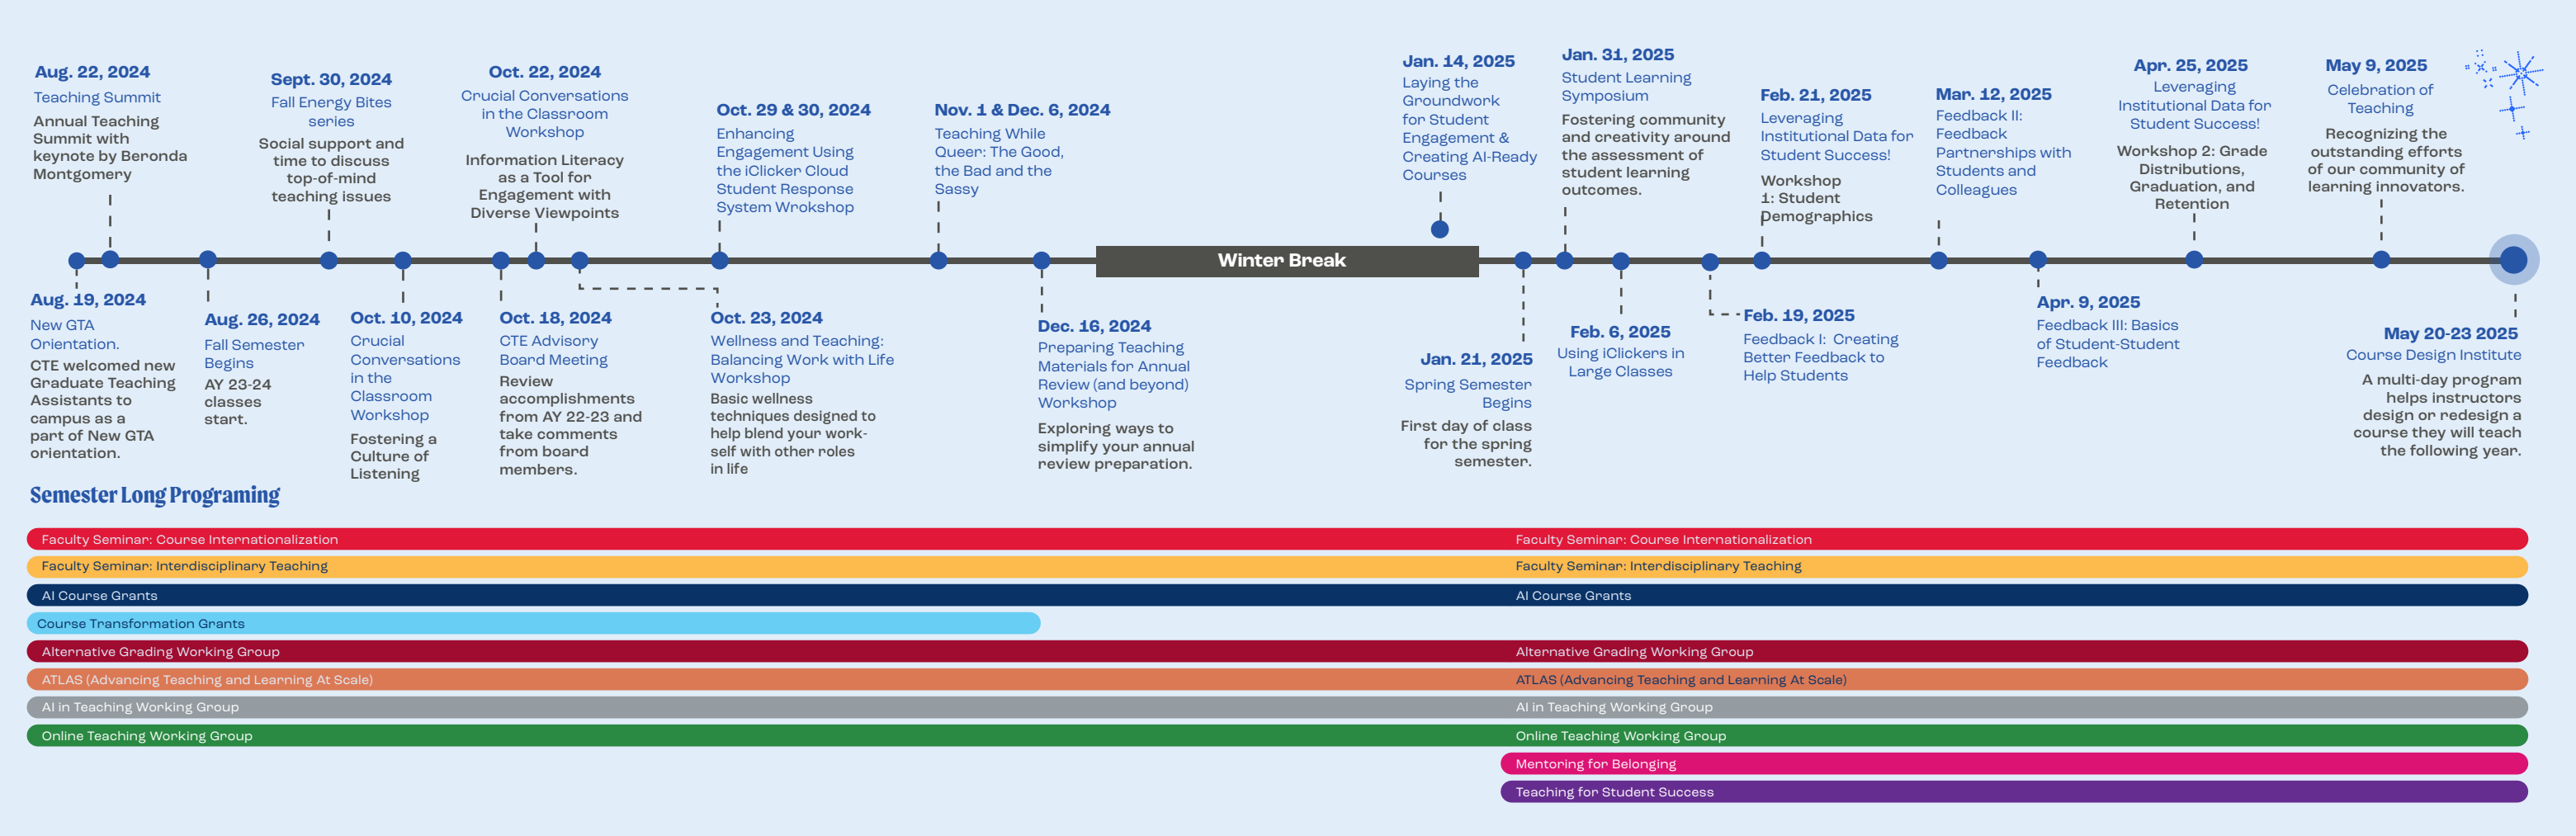 Aug. 22, 2024
Teaching Summit
Annual Teaching
Summit with
keynote by Beronda
Montgomery
Sept. 30, 2024
Fall Energy Bites
series
Social support and
time to discuss
top-of-mind
teaching issues
Oct. 22, 2024
Crucial Conversations
in the Classroom
Workshop
Information Literacy
as a Tool for
Engagement with
Diverse Viewpoints
Oct. 29 & 30, 2024
Enhancing
Engagement Using
the iClicker Cloud
Student Response
System Wrokshop
Nov. 1 & Dec. 6, 2024
Teaching While
Queer: The Good,
the Bad and the
Sassy
Jan. 14, 2025
Laying the
Groundwork
for Student
Engagement &
Creating AI-Ready
Courses
Jan. 31, 2025
Student Learning
Symposium
Fostering community
and creativity around
the assessment of
student learning
outcomes.
Feb. 21, 2025
Leveraging
Institutional Data for
Student Success!
Workshop
1: Student
Demographics
Mar. 12, 2025
Feedback II:
Feedback
Partnerships with
Students and
Colleagues
Apr. 25, 2025
Leveraging
Institutional Data for
Student Success!
Workshop 2: Grade
Distributions,
Graduation, and
Retention
May 9, 2025
Celebration of
Teaching
Recognizing the
outstanding efforts
of our community of
learning innovators.
Winter Break
Aug. 19, 2024
New GTA
Orientation.
CTE welcomed new
Graduate Teaching
Assistants to
campus as a
part of New GTA
orientation.
Aug. 26, 2024
Fall Semester
Begins
AY 23-24
classes
start.
Oct. 10, 2024
Crucial
Conversations
in the
Classroom
Workshop
Fostering a
Culture of
Listening
Oct. 18, 2024
CTE Advisory
Board Meeting
Review
accomplishments
from AY 22-23 and
take comments
from board
members.
Oct. 23, 2024
Wellness and Teaching:
Balancing Work with Life
Workshop
Basic wellness
techniques designed to
help blend your work-
self with other roles
in life
Dec. 16, 2024
Preparing Teaching
Materials for Annual
Review (and beyond)
Workshop
Exploring ways to
simplify your annual
review preparation.
Jan. 21, 2025
Spring Semester
Begins
First day of class
for the spring
semester.
Feb. 6, 2025
Using iClickers in
Large Classes
Feb. 19, 2025
Feedback I: Creating
Better Feedback to
Help Students
Apr. 9, 2025
Feedback III: Basics
of Student-Student
Feedback
May 20-23 2025
Course Design Institute
A multi-day program
helps instructors
design or redesign a
course they will teach
the following year.
Semester Long Programing
Faculty Seminar: Course Internationalization
Faculty Seminar: Course Internationalization
Faculty Seminar: Interdisciplinary Teaching
Faculty Seminar: Interdisciplinary Teaching
AI Course Grants
AI Course Grants
Course Transformation Grants
Alternative Grading Working Group
Alternative Grading Working Group
ATLAS (Advancing Teaching and Learning At Scale)
ATLAS (Advancing Teaching and Learning At Scale)
AI in Teaching Working Group
AI in Teaching Working Group
Online Teaching Working Group
Online Teaching Working Group
Mentoring for Belonging
Teaching for Student Success